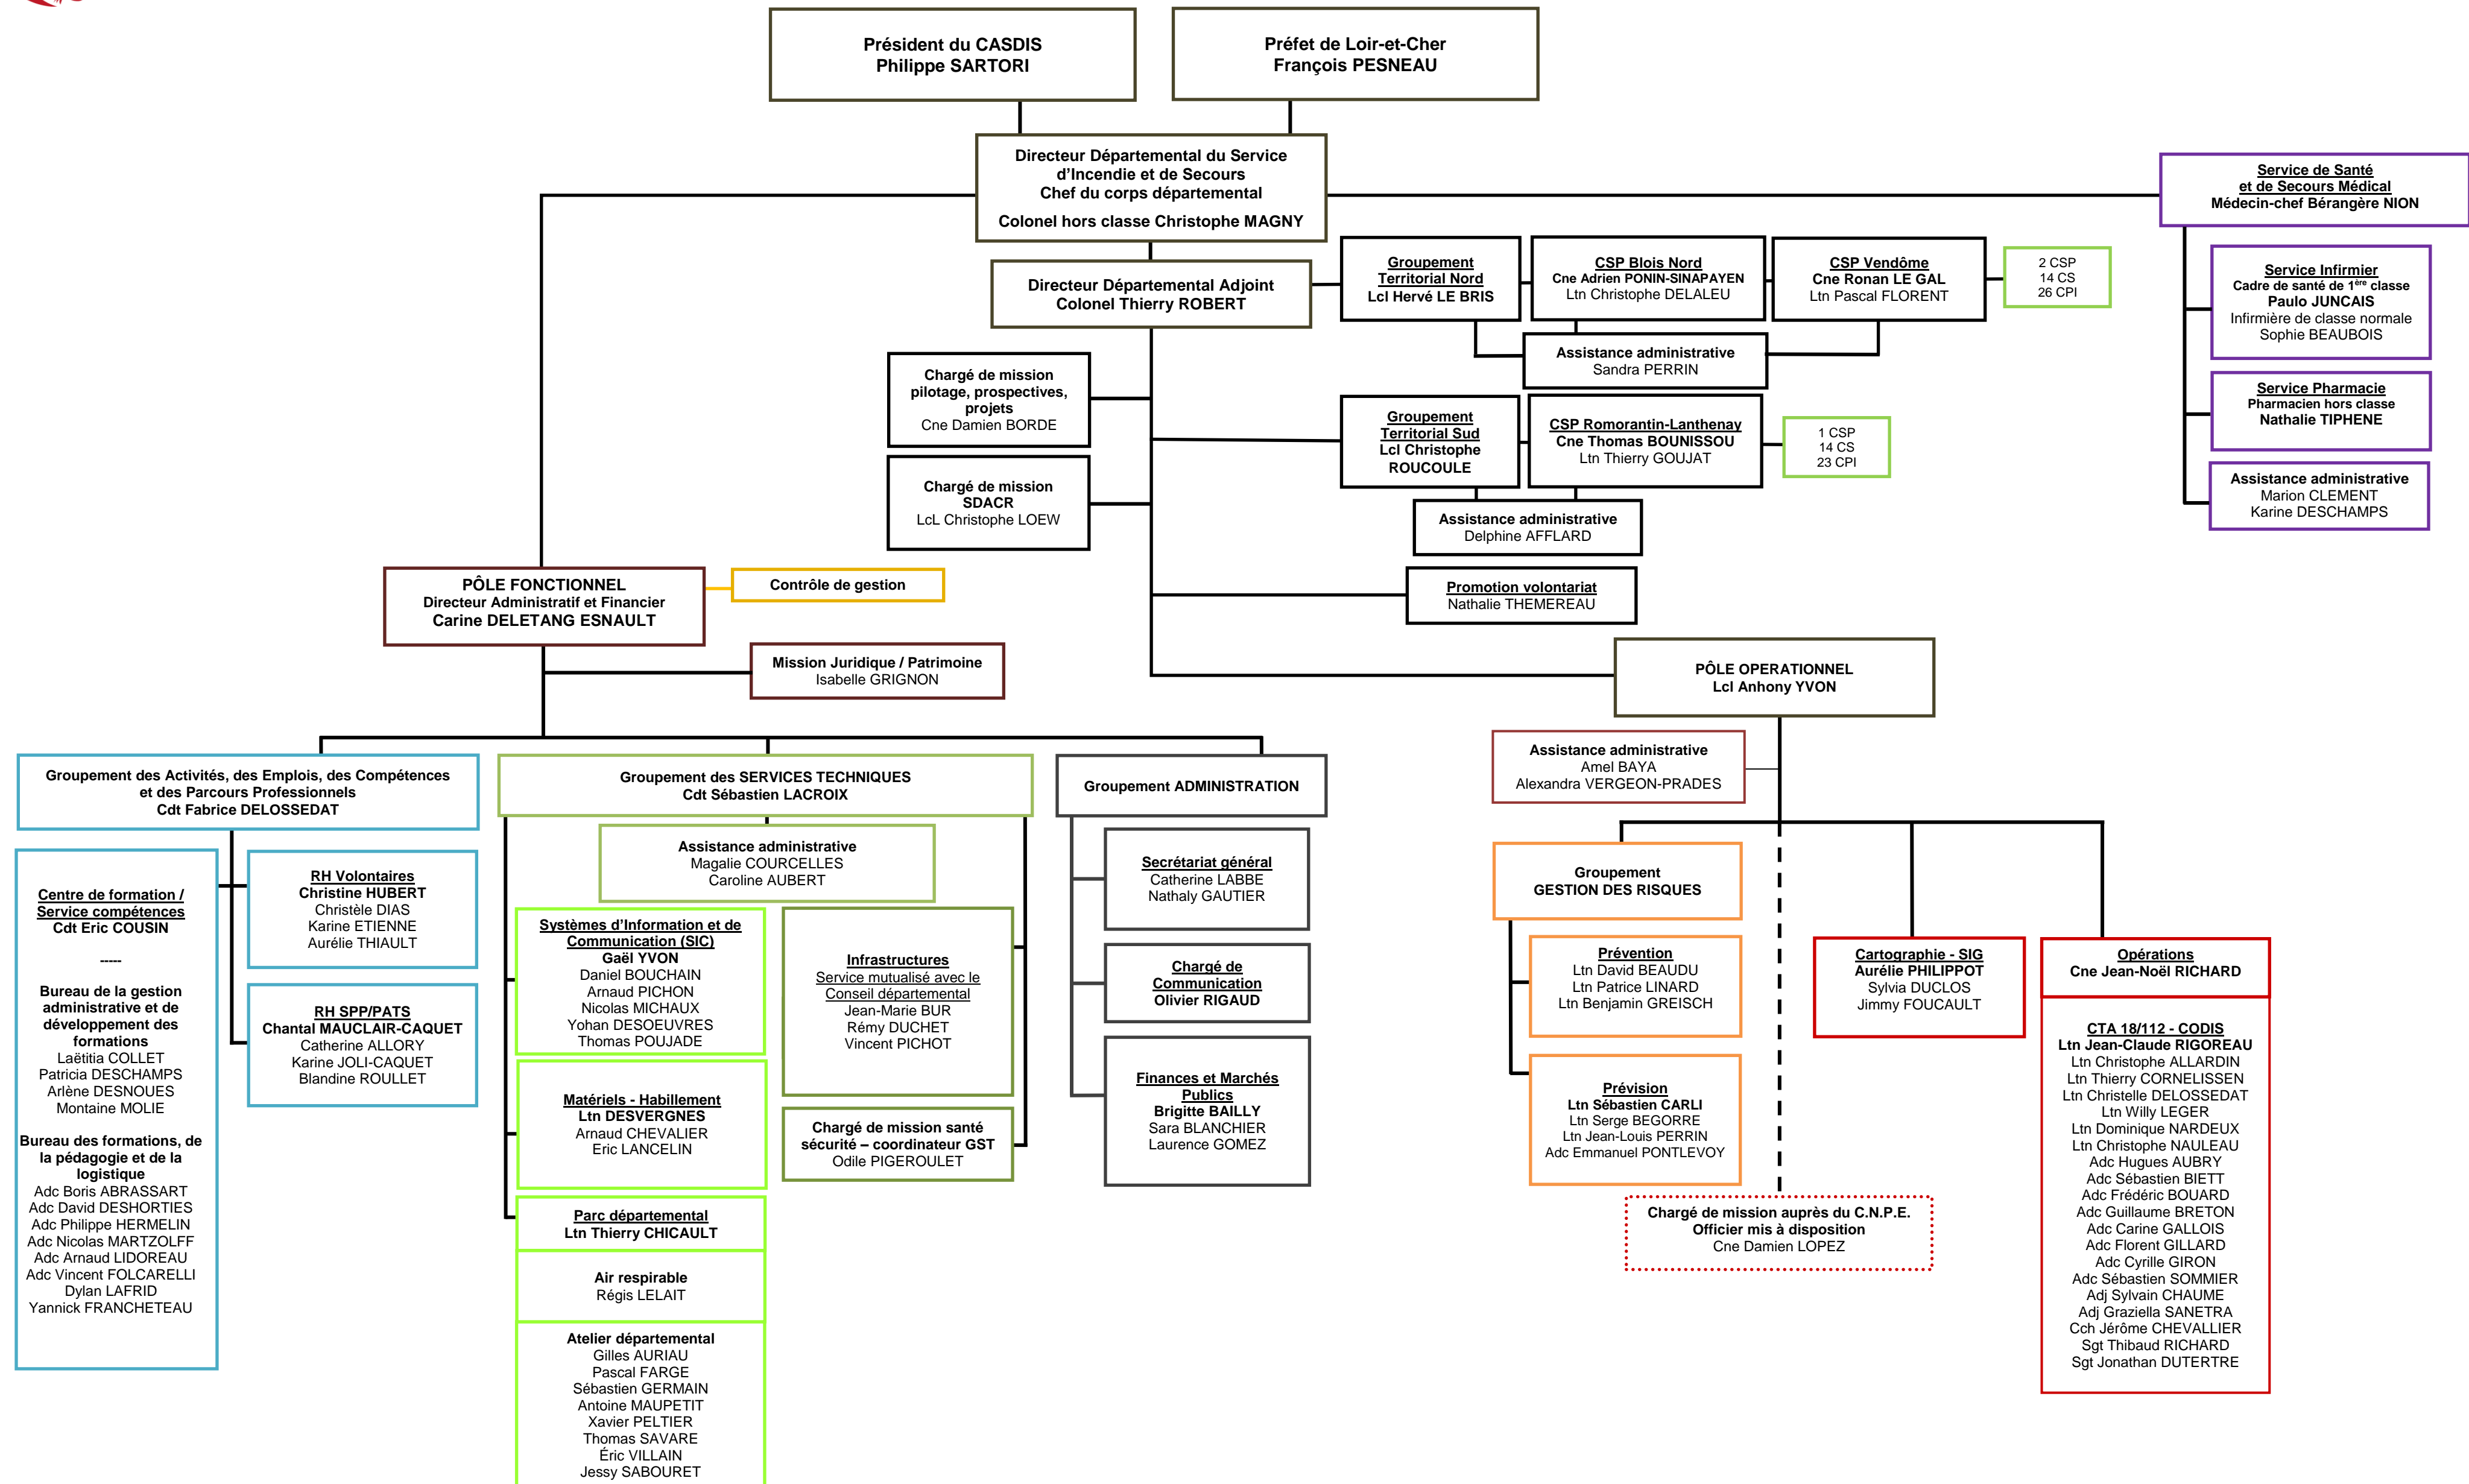 Président du CASDIS
Philippe SARTORI
Préfet de Loir-et-Cher
François PESNEAU
Directeur Départemental du Service
d’Incendie et de Secours
Chef du corps départemental
Colonel hors classe Christophe MAGNY
Service de Santé
et de Secours Médical
Médecin-chef Bérangère NION
Directeur Départemental Adjoint
Colonel Thierry ROBERT
Groupement
Territorial Nord
Lcl Hervé LE BRIS
CSP Blois Nord
Cne Adrien PONIN-SINAPAYEN
Ltn Christophe DELALEU
CSP Vendôme
Cne Ronan LE GAL
Ltn Pascal FLORENT
2 CSP
14 CS
26 CPI
Assistance administrative
Sandra PERRIN
Service Infirmier
Cadre de santé de 1ère classe
Paulo JUNCAIS
Infirmière de classe normale
Sophie BEAUBOIS
Service Pharmacie
Pharmacien hors classe
Nathalie TIPHENE
Assistance administrative
Marion CLEMENT
Karine DESCHAMPS
Chargé de mission
pilotage, prospectives,
projets
Cne Damien BORDE
Chargé de mission
SDACR
LcL Christophe LOEW
Groupement
Territorial Sud
Lcl Christophe
ROUCOULE
CSP Romorantin-Lanthenay
Cne Thomas BOUNISSOU
Ltn Thierry GOUJAT
1 CSP
14 CS
23 CPI
Assistance administrative
Delphine AFFLARD
Promotion volontariat
Nathalie THEMEREAU
PÔLE FONCTIONNEL
Directeur Administratif et Financier
Carine DELETANG ESNAULT
Contrôle de gestion
Mission Juridique / Patrimoine
Isabelle GRIGNON
PÔLE OPERATIONNEL
Lcl Anhony YVON
Assistance administrative
Amel BAYA
Alexandra VERGEON-PRADES
Groupement des Activités, des Emplois, des Compétences
et des Parcours Professionnels
Cdt Fabrice DELOSSEDAT
Centre de formation /
Service compétences
Cdt Eric COUSIN
-----
Bureau de la gestion
administrative et de
développement des
formations
Laëtitia COLLET
Patricia DESCHAMPS
Arlène DESNOUES
Montaine MOLIE
Bureau des formations, de
la pédagogie et de la
logistique
Adc Boris ABRASSART
Adc David DESHORTIES
Adc Philippe HERMELIN
Adc Nicolas MARTZOLFF
Adc Arnaud LIDOREAU
Adc Vincent FOLCARELLI
Dylan LAFRID
Yannick FRANCHETEAU
RH Volontaires
Christine HUBERT
Christèle DIAS
Karine ETIENNE
Aurélie THIAULT
RH SPP/PATS
Chantal MAUCLAIR-CAQUET
Catherine ALLORY
Karine JOLI-CAQUET
Blandine ROULLET
Groupement des SERVICES TECHNIQUES
Cdt Sébastien LACROIX
Assistance administrative
Magalie COURCELLES
Caroline AUBERT
Systèmes d’Information et de
Communication (SIC)
Gaël YVON
Daniel BOUCHAIN
Arnaud PICHON
Nicolas MICHAUX
Yohan DESOEUVRES
Thomas POUJADE
Matériels - Habillement
Ltn DESVERGNES
Arnaud CHEVALIER
Eric LANCELIN
Parc départemental
Ltn Thierry CHICAULT
Air respirable
Régis LELAIT
Atelier départemental
Gilles AURIAU
Pascal FARGE
Sébastien GERMAIN
Antoine MAUPETIT
Xavier PELTIER
Thomas SAVARE
Éric VILLAIN
Jessy SABOURET
Infrastructures
Service mutualisé avec le
Conseil départemental
Jean-Marie BUR
Rémy DUCHET
Vincent PICHOT
Chargé de mission santé
sécurité – coordinateur GST
Odile PIGEROULET
Groupement ADMINISTRATION
Secrétariat général
Catherine LABBE
Nathaly GAUTIER
Chargé de
Communication
Olivier RIGAUD
Finances et Marchés
Publics
Brigitte BAILLY
Sara BLANCHIER
Laurence GOMEZ
Groupement
GESTION DES RISQUES
Prévention
Ltn David BEAUDU
Ltn Patrice LINARD
Ltn Benjamin GREISCH
Prévision
Ltn Sébastien CARLI
Ltn Serge BEGORRE
Ltn Jean-Louis PERRIN
Adc Emmanuel PONTLEVOY
Chargé de mission auprès du C.N.P.E.
Officier mis à disposition
Cne Damien LOPEZ
Cartographie - SIG
Aurélie PHILIPPOT
Sylvia DUCLOS
Jimmy FOUCAULT
Opérations
Cne Jean-Noël RICHARD
CTA 18/112 - CODIS
Ltn Jean-Claude RIGOREAU
Ltn Christophe ALLARDIN
Ltn Thierry CORNELISSEN
Ltn Christelle DELOSSEDAT
Ltn Willy LEGER
Ltn Dominique NARDEUX
Ltn Christophe NAULEAU
Adc Hugues AUBRY
Adc Sébastien BIETT
Adc Frédéric BOUARD
Adc Guillaume BRETON
Adc Carine GALLOIS
Adc Florent GILLARD
Adc Cyrille GIRON
Adc Sébastien SOMMIER
Adj Sylvain CHAUME
Adj Graziella SANETRA
Cch Jérôme CHEVALLIER
Sgt Thibaud RICHARD
Sgt Jonathan DUTERTRE